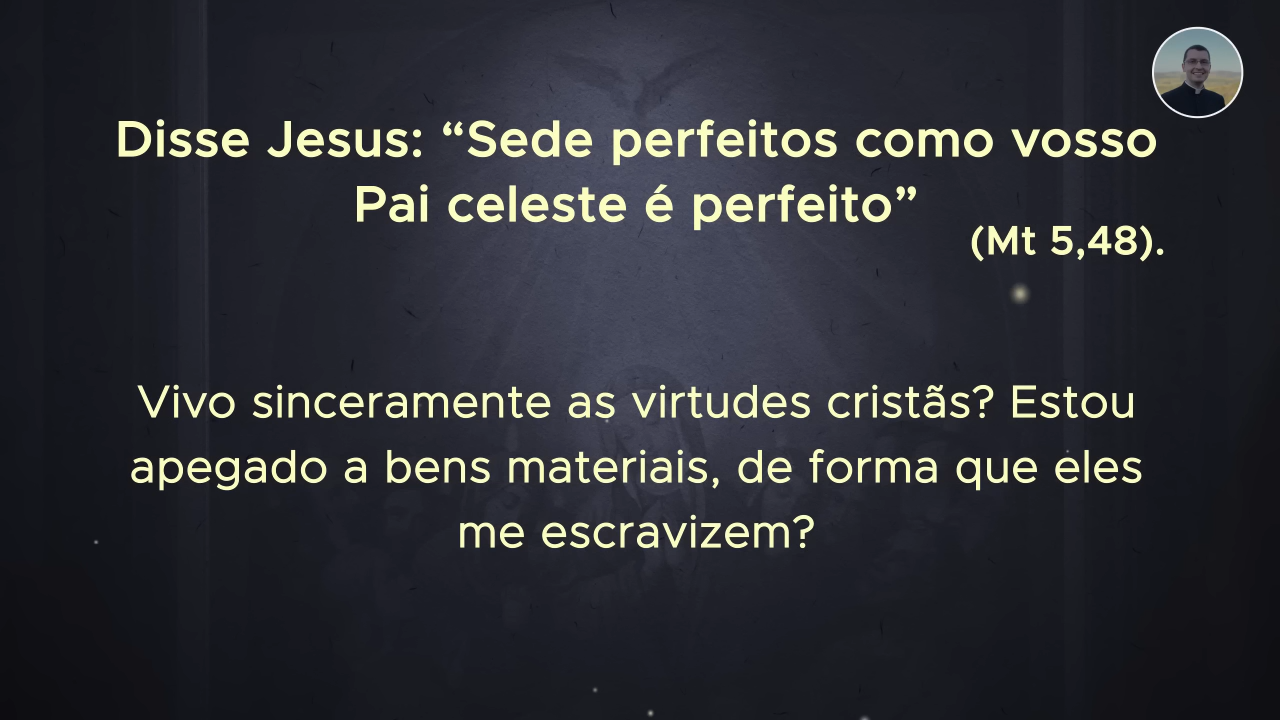 Disse Jesus: “Sede perfeitos como vosso
Pai celeste é perfeito”
(Mt 5,48).
Vivo sinceramente as virtudes cristãs? Estou
apegado a bens materiais, de forma que eles
me escravizem?